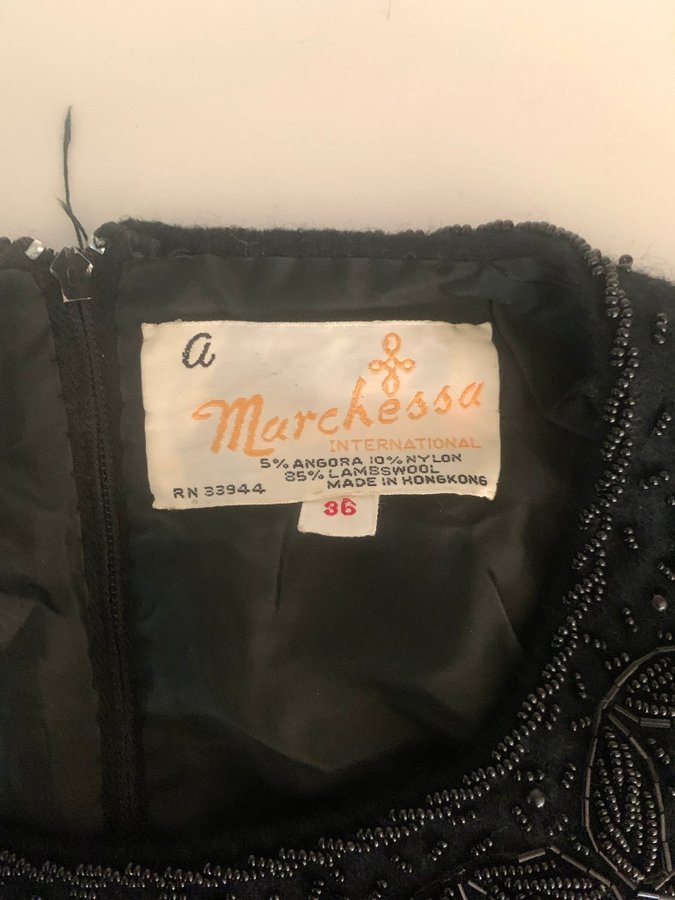 a
Marchessa
INTERNATIONAL
5% ANGORA 10% NYLON
85% LAMBSWOOL
RN 33944 MADE IN HONGKONG
36